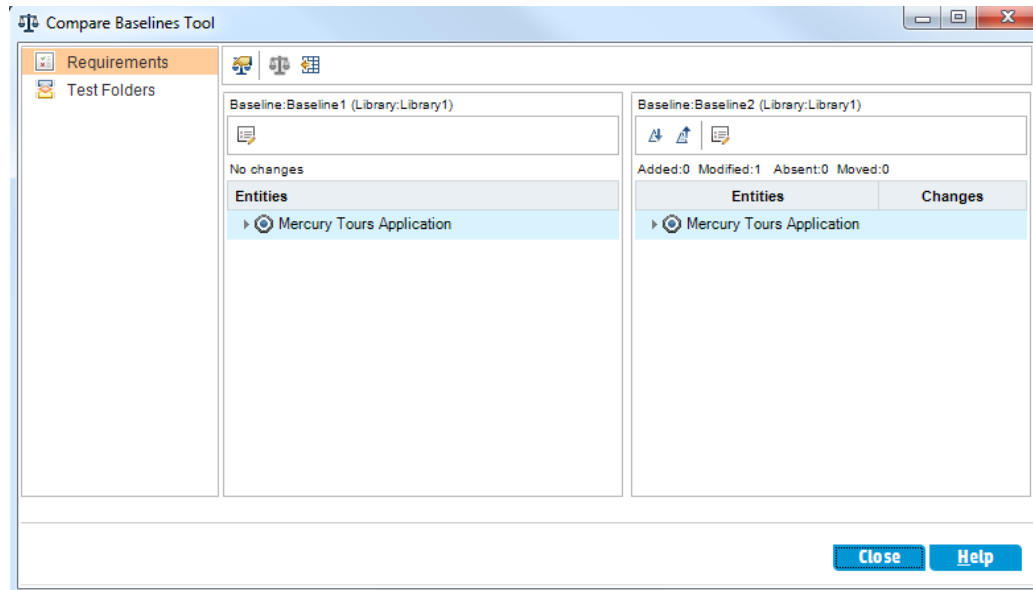 Compare Baselines Tool
Requirements
Test Folders
Baseline:Baseline1 (Library:Library1)
No changes
Entities
Mercury Tours Application
Baseline:Baseline2 (Library:Library1)
Added:0 Modified:1 Absent:0 Moved:0
Entities Changes
Mercury Tours Application
Close Help